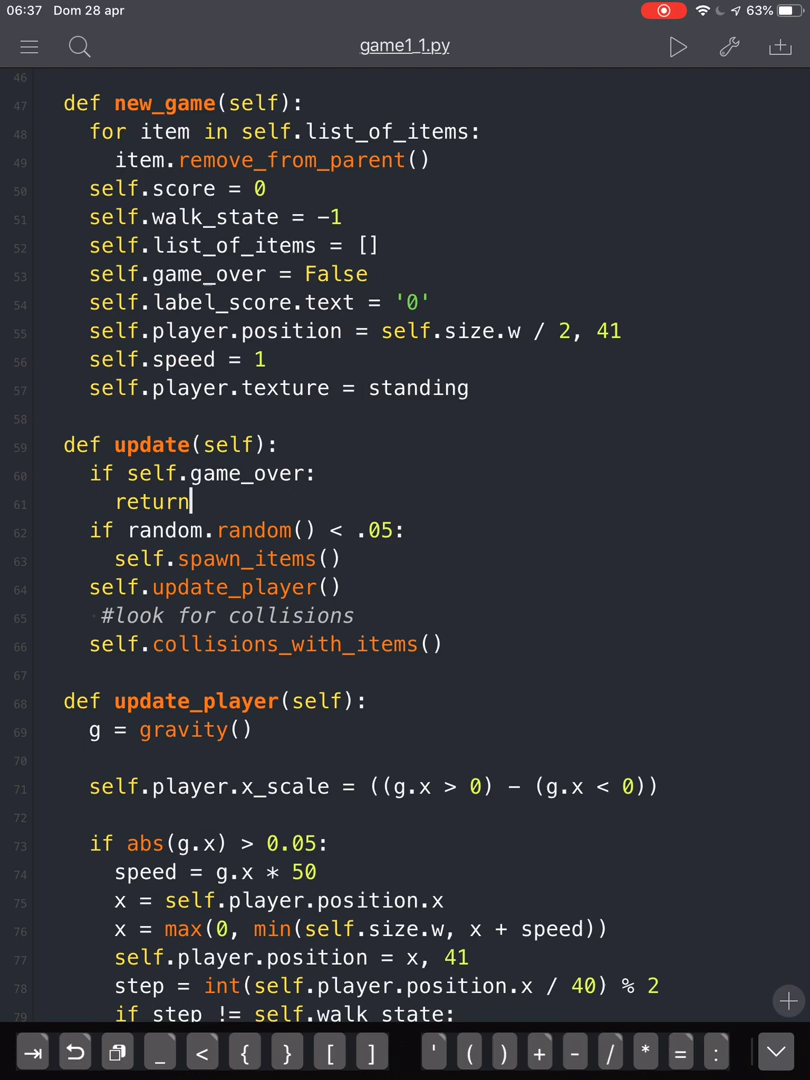 06:37 Dom 28 apr 63%
game1_1.py
46
47 def new_game(self):
48 for item in self.list_of_items:
49 item.remove_from_parent()
50 self.score = 0
51 self.walk_state = -1
52 self.list_of_items = []
53 self.game_over = False
54 self.label_score.text = '0'
55 self.player.position = self.size.w / 2, 41
56 self.speed = 1
57 self.player.texture = standing
58
59 def update(self):
60 if self.game_over:
61 return
62 if random.random() < .05:
63 self.spawn_items()
64 self.update_player()
65 #look for collisions
66 self.collisions_with_items()
67
68 def update_player(self):
69 g = gravity()
70
71 self.player.x_scale = ((g.x > 0) - (g.x < 0))
72
73 if abs(g.x) > 0.05:
74 speed = g.x * 50
75 x = self.player.position.x
76 x = max(0, min(self.size.w, x + speed))
77 self.player.position = x, 41
78 step = int(self.player.position.x / 40) % 2
79 if step != self.walk_state:
_ < { } [ ] ' ( ) + - / * = :